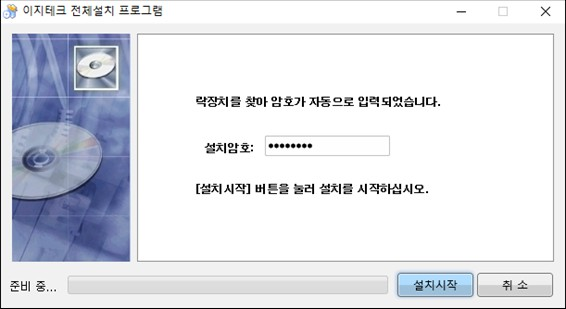 이지테크 전체설치 프로그램
락장치를 찾아 암호가 자동으로 입력되었습니다.
설치암호: ●●●●●●●●
[설치시작] 버튼을 눌러 설치를 시작하십시오.
준비 중... 설치시작 취 소